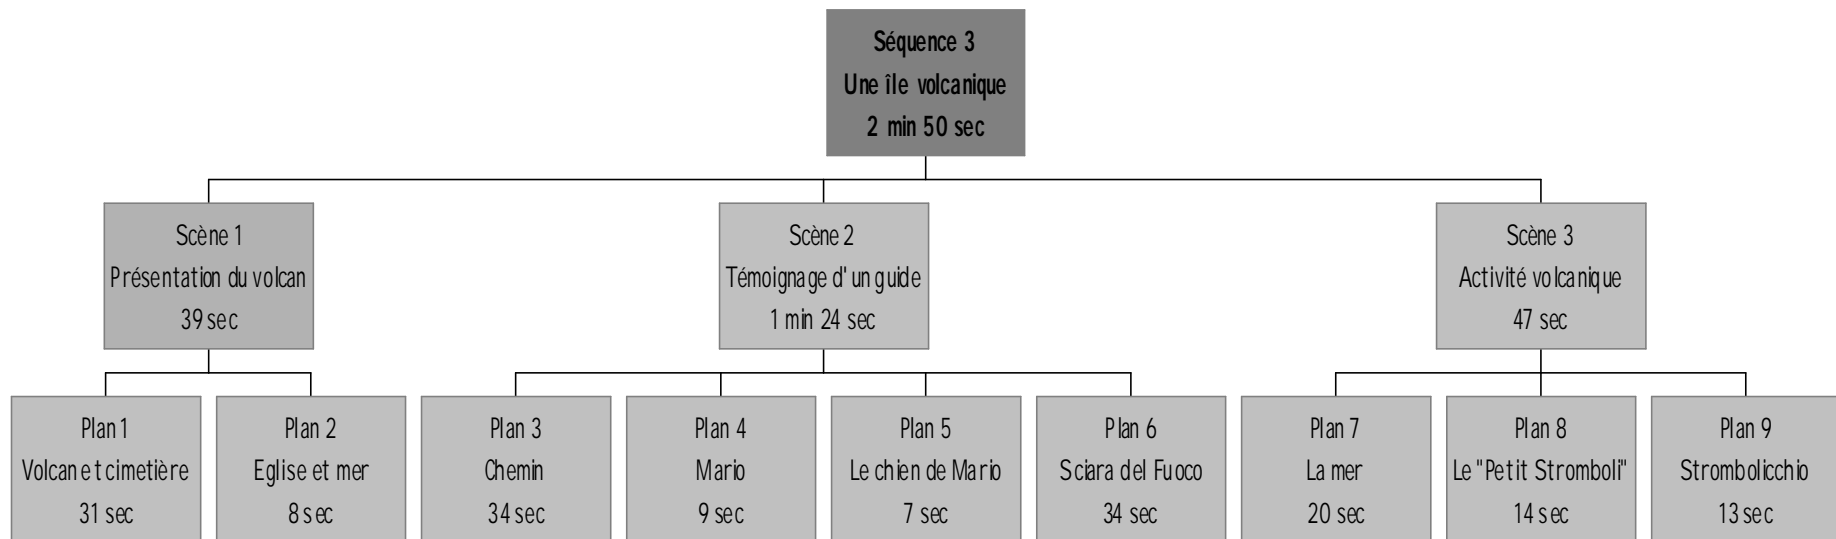 Séquence 3
Une île volcanique
2 min 50 sec
Scène 1
Présentation du volcan
39 sec
Scène 2
Témoignage d'un guide
1 min 24 sec
Scène 3
Activité volcanique
47 sec
Plan 1
Volcan et cimetière
31 sec
Plan 2
Eglise et mer
8 sec
Plan 3
Chemin
34 sec
Plan 4
Mario
9 sec
Plan 5
Le chien de Mario
7 sec
Plan 6
Sciara del Fuoco
34 sec
Plan 7
La mer
20 sec
Plan 8
Le "Petit Stromboli"
14 sec
Plan 9
Strombolicchio
13 sec